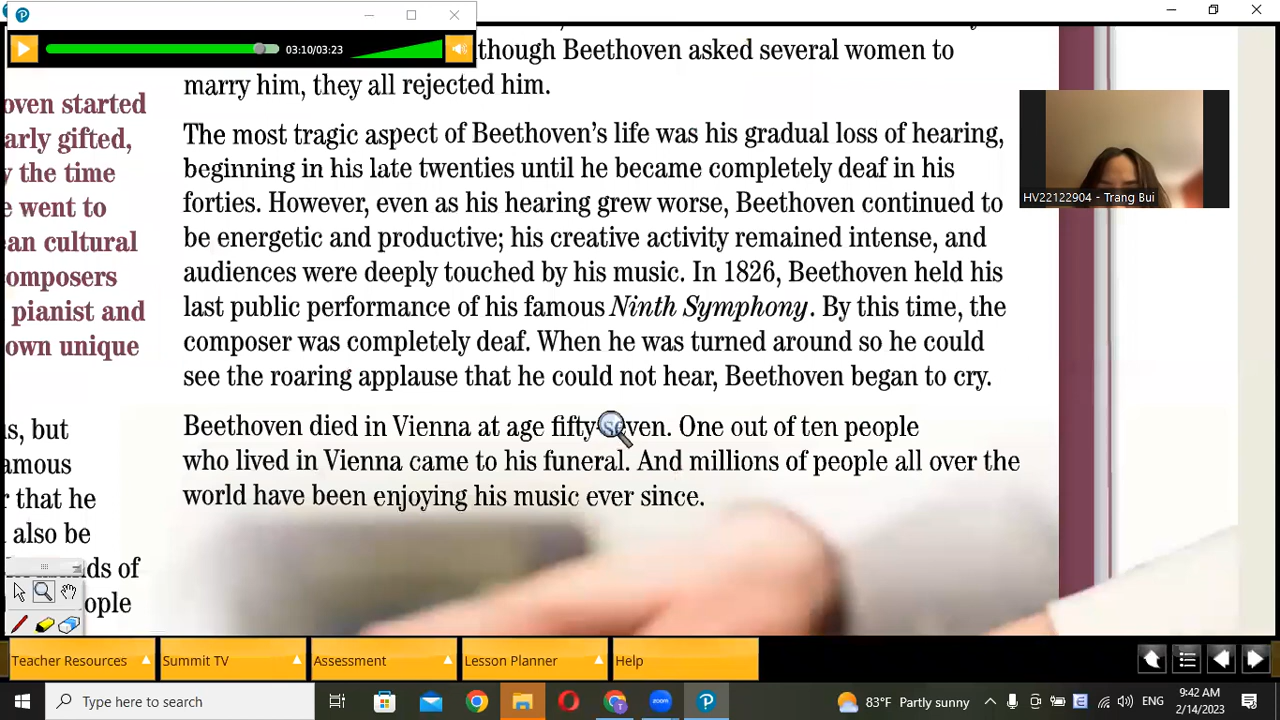 03:10/03:23
though Beethoven asked several women to
marry him, they all rejected him.
oven started
arly gifted,
y the time
e went to
ean cultural
omposers
pianist and
own unique
The most tragic aspect of Beethoven's life was his gradual loss of hearing,
beginning in his late twenties until he became completely deaf in his
forties. However, even as his hearing grew worse, Beethoven continued to
be energetic and productive; his creative activity remained intense, and
audiences were deeply touched by his music. In 1826, Beethoven held his
last public performance of his famous Ninth Symphony. By this time, the
composer was completely deaf. When he was turned around so he could
see the roaring applause that he could not hear, Beethoven began to cry.
s, but
amous
r that he
also be
ds of
ople
Beethoven died in Vienna at age fifty-seven. One out of ten people
who lived in Vienna came to his funeral. And millions of people all over the
world have been enjoying his music ever since.
HV22122904 - Trang Bui
Teacher Resources
Summit TV
Assessment
Lesson Planner
Help
Type here to search
83°F Partly sunny
ENG
9:42 AM
2/14/2023